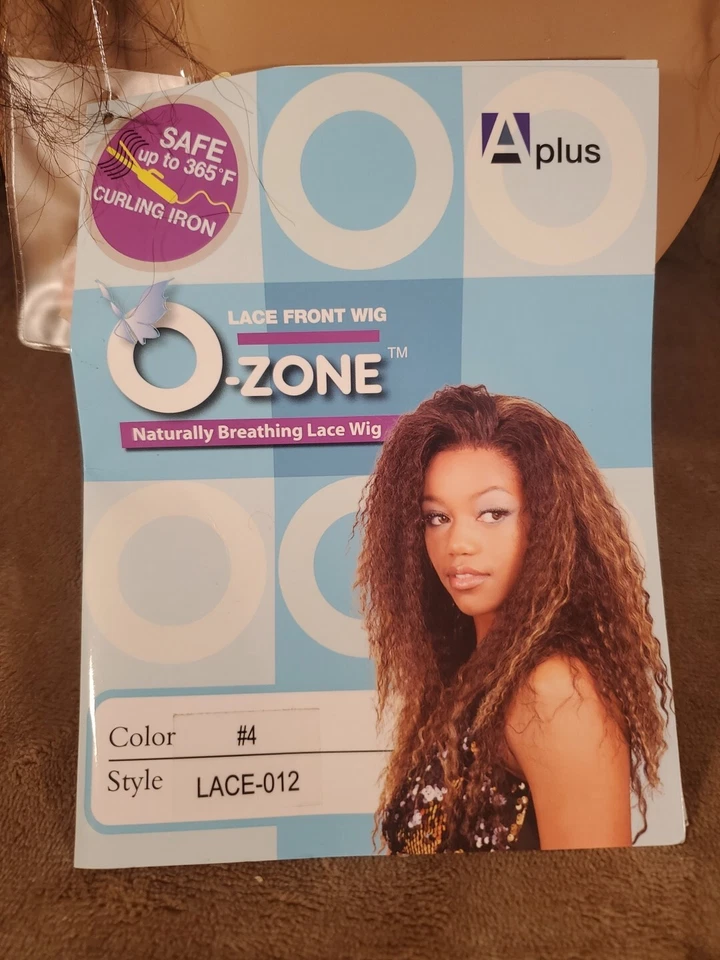 SAFE
up to 365°F
CURLING IRON
A plus
LACE FRONT WIG
O-ZONE™
Naturally Breathing Lace Wig
Color #4
Style LACE-012